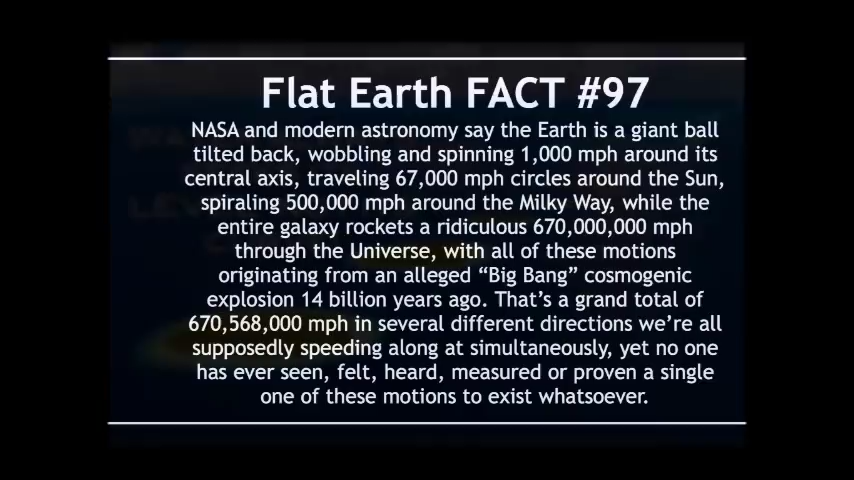 Flat Earth FACT #97
NASA and modern astronomy say the Earth is a giant ball
tilted back, wobbling and spinning 1,000 mph around its
central axis, traveling 67,000 mph circles around the Sun,
spiraling 500,000 mph around the Milky Way, while the
entire galaxy rockets a ridiculous 670,000,000 mph
through the Universe, with all of these motions
originating from an alleged “Big Bang” cosmogenic
explosion 14 billion years ago. That’s a grand total of
670,568,000 mph in several different directions we’re all
supposedly speeding along at simultaneously, yet no one
has ever seen, felt, heard, measured or proven a single
one of these motions to exist whatsoever.